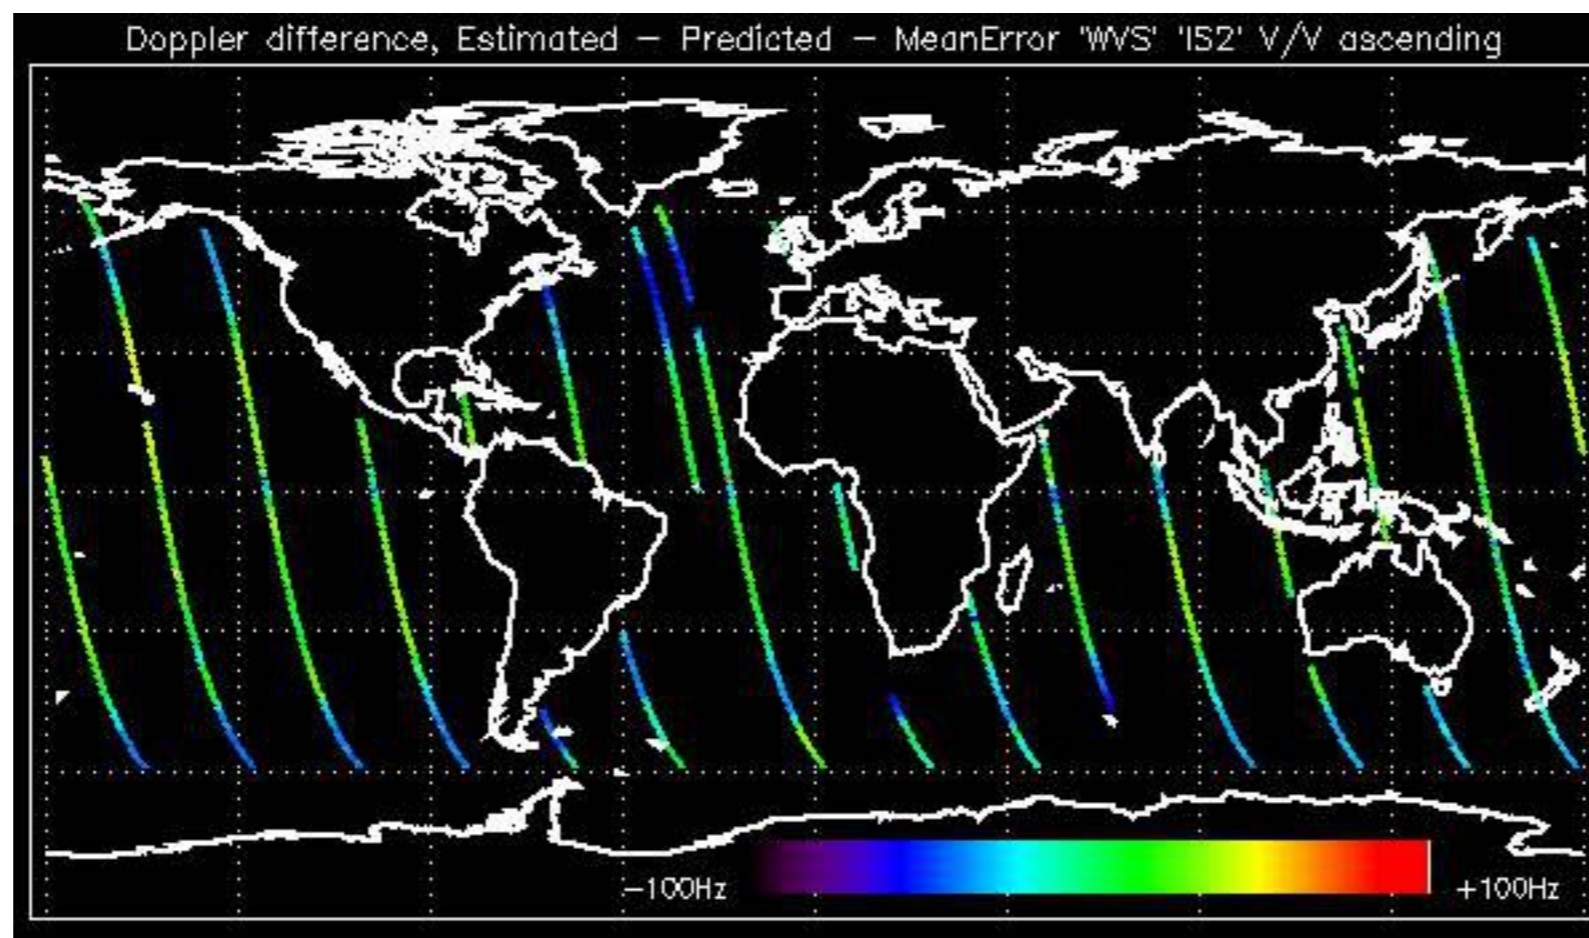 Doppler difference, Estimated – Predicted – MeanError 'WVS' 'IS2' V/V ascending
–100Hz
+100Hz